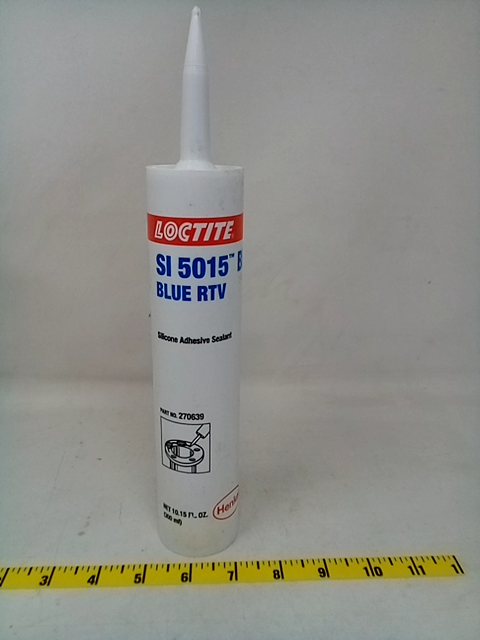 LOCTITE
SI 5015™ B
BLUE RTV
Silicone Adhesive Sealant
PART NO. 270639
NET 10.15 FL. OZ.
(300 ml)
Henkel
3 4 5 6 7 8 9 10 11